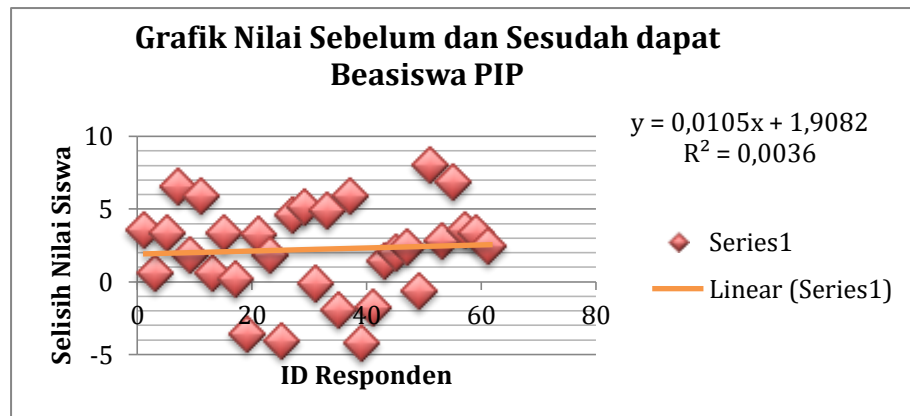 Grafik Nilai Sebelum dan Sesudah dapat
Beasiswa PIP
y = 0,0105x + 1,9082
R² = 0,0036
Selisih Nilai Siswa
10
5
0
-5
0
20
40
60
80
ID Responden
Series1
Linear (Series1)